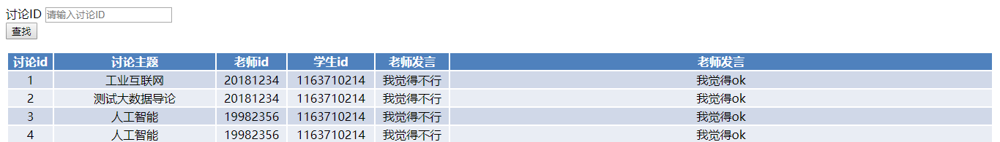 讨论ID 请输入讨论ID
查找
讨论id 讨论主题 老师id 学生id 老师发言 老师发言
1 工业互联网 20181234 1163710214 我觉得不行 我觉得ok
2 测试大数据导论 20181234 1163710214 我觉得不行 我觉得ok
3 人工智能 19982356 1163710214 我觉得不行 我觉得ok
4 人工智能 19982356 1163710214 我觉得不行 我觉得ok